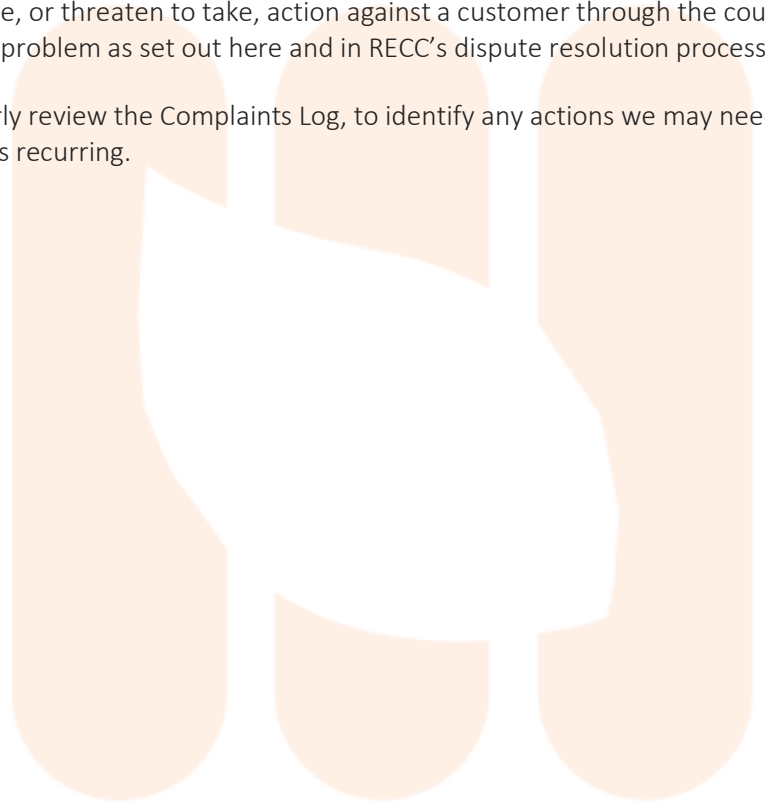 e, or threaten to take, action against a customer through the cou
problem as set out here and in RECC’s dispute resolution process
rly review the Complaints Log, to identify any actions we may nee
s recurring.